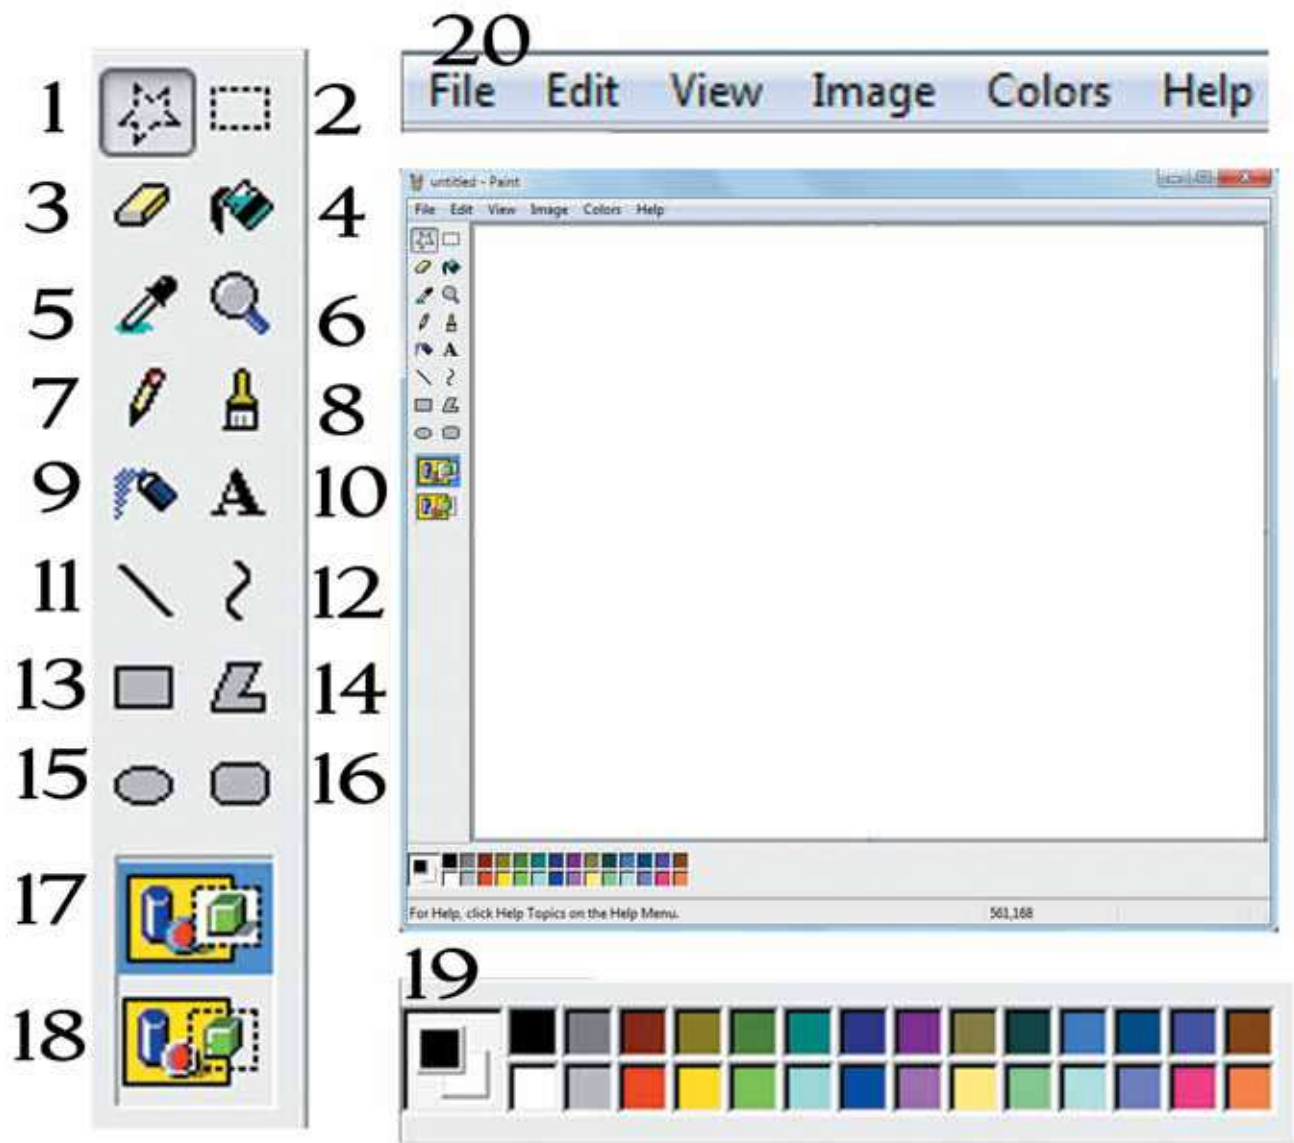 20
File Edit View Image Colors Help
1 2
3 4
5 6
7 8
9 A 10
11 12
13 14
15 16
17
18
untitled - Paint
File Edit View Image Colors Help
A
For Help, click Help Topics on the Help Menu. 561,168
19